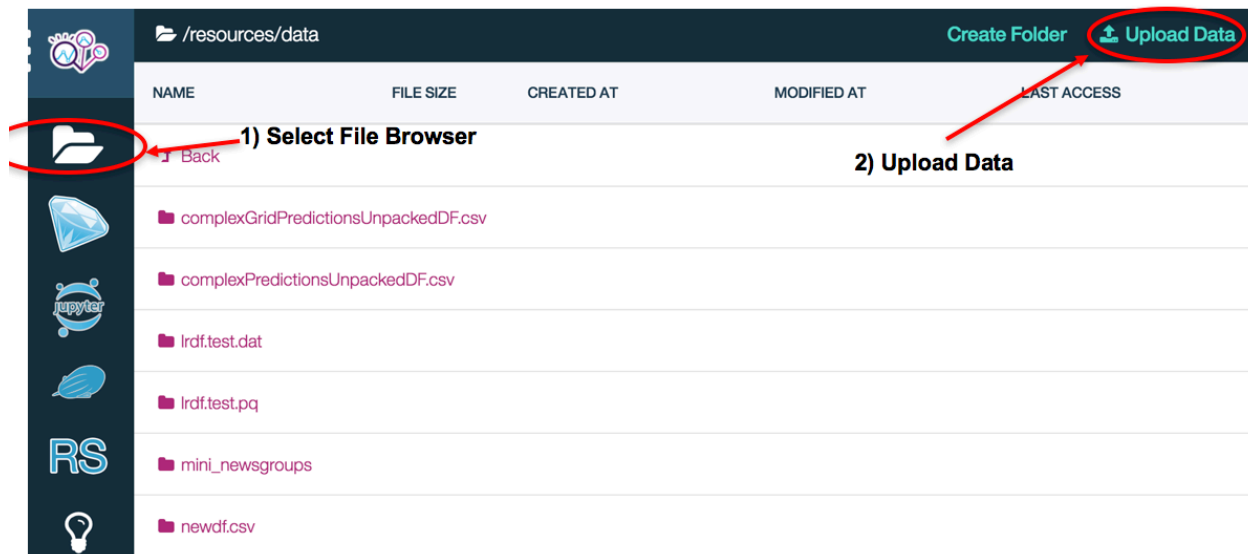 /resources/data
Create Folder
Upload Data
NAME
FILE SIZE
CREATED AT
MODIFIED AT
LAST ACCESS
1) Select File Browser
Back
2) Upload Data
complexGridPredictionsUnpackedDF.csv
complexPredictionsUnpackedDF.csv
jupyter
lrdf.test.dat
lrdf.test.pq
RS
mini_newsgroups
newdf.csv